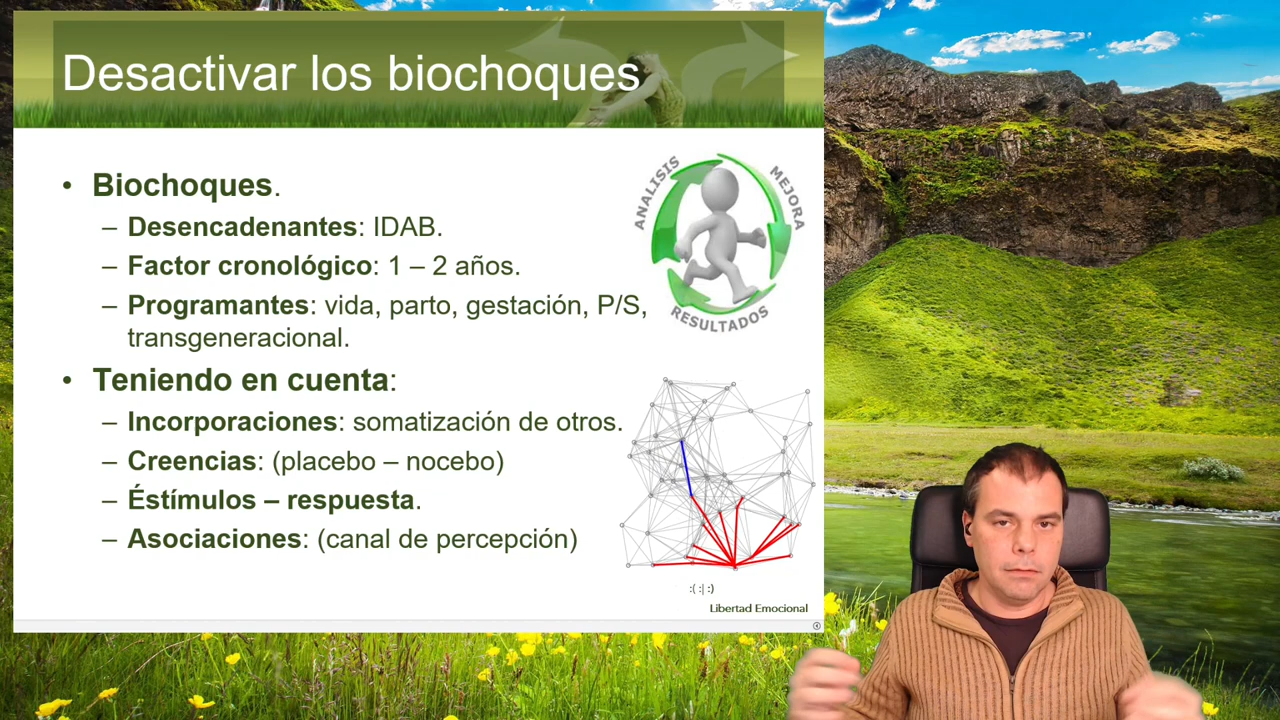 Desactivar los biochoques
• Biochoques.
– Desencadenantes: IDAB.
– Factor cronológico: 1 – 2 años.
– Programantes: vida, parto, gestación, P/S,
transgeneracional.
• Teniendo en cuenta:
– Incorporaciones: somatización de otros.
– Creencias: (placebo – nocebo)
– Éstímulos – respuesta.
– Asociaciones: (canal de percepción)
ANALISIS
MEJORA
RESULTADOS
:( :| :)
Libertad Emocional